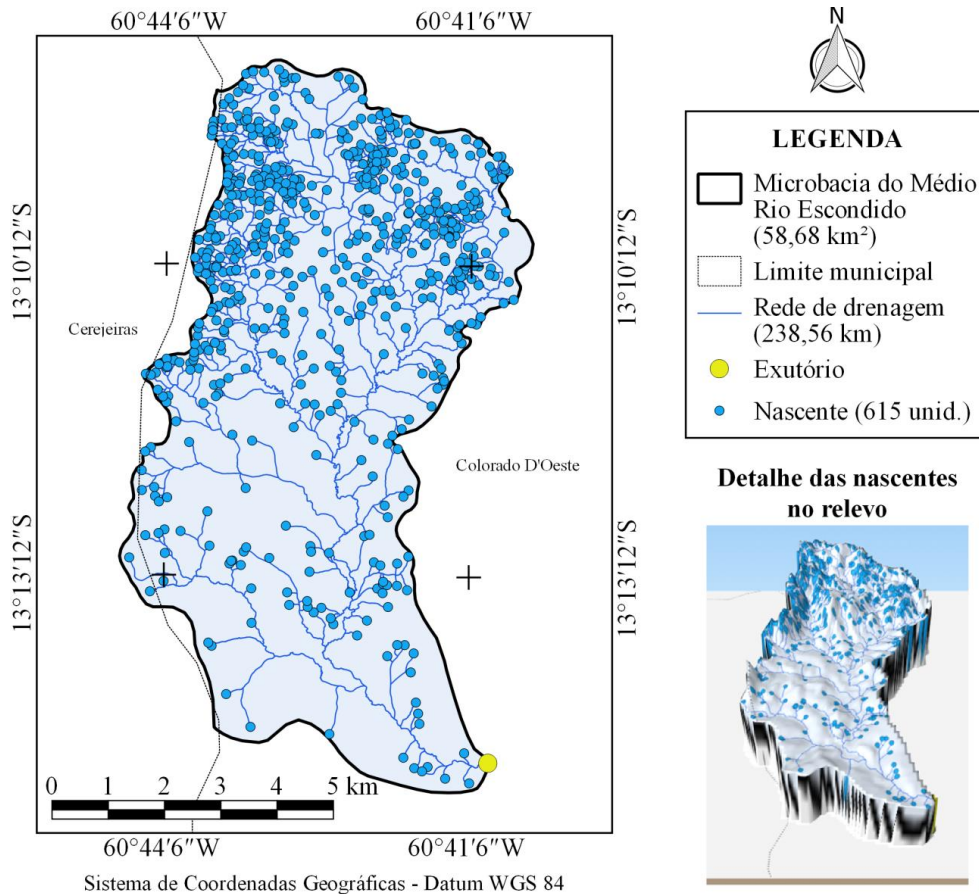 60°44'6"W
60°41'6"W
N
13°10'12"S
13°10'12"S
Cerejeiras
Colorado D'Oeste
13°13'12"S
13°13'12"S
0 1 2 3 4 5 km
60°44'6"W
60°41'6"W
Sistema de Coordenadas Geográficas - Datum WGS 84
LEGENDA
Microbacia do Médio
Rio Escondido
(58,68 km²)
Limite municipal
Rede de drenagem
(238,56 km)
Exutório
Nascente (615 unid.)
Detalhe das nascentes
no relevo